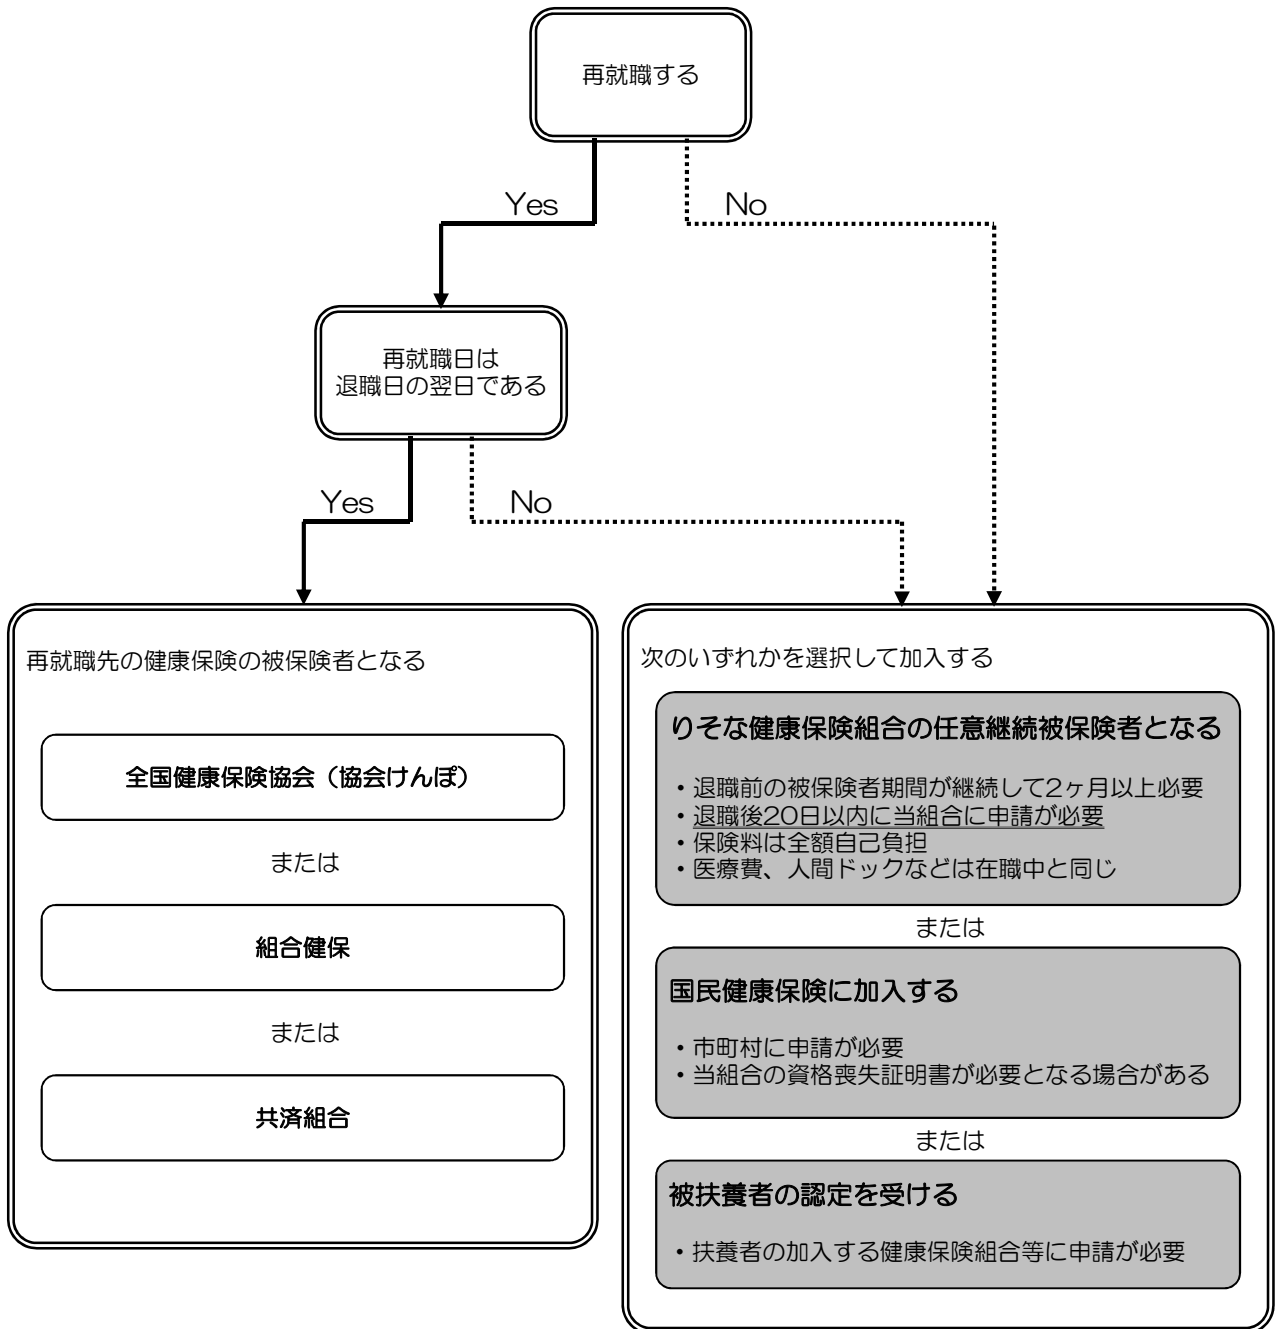 再就職する
Yes
No
再就職日は
退職日の翌日である
Yes
No
再就職先の健康保険の被保険者となる
全国健康保険協会（協会けんぽ）
または
組合健保
または
共済組合
次のいずれかを選択して加入する
りそな健康保険組合の任意継続被保険者となる
・退職前の被保険者期間が継続して2ヶ月以上必要
・退職後20日以内に当組合に申請が必要
・保険料は全額自己負担
・医療費、人間ドックなどは在職中と同じ
または
国民健康保険に加入する
・市町村に申請が必要
・当組合の資格喪失証明書が必要となる場合がある
または
被扶養者の認定を受ける
・扶養者の加入する健康保険組合等に申請が必要